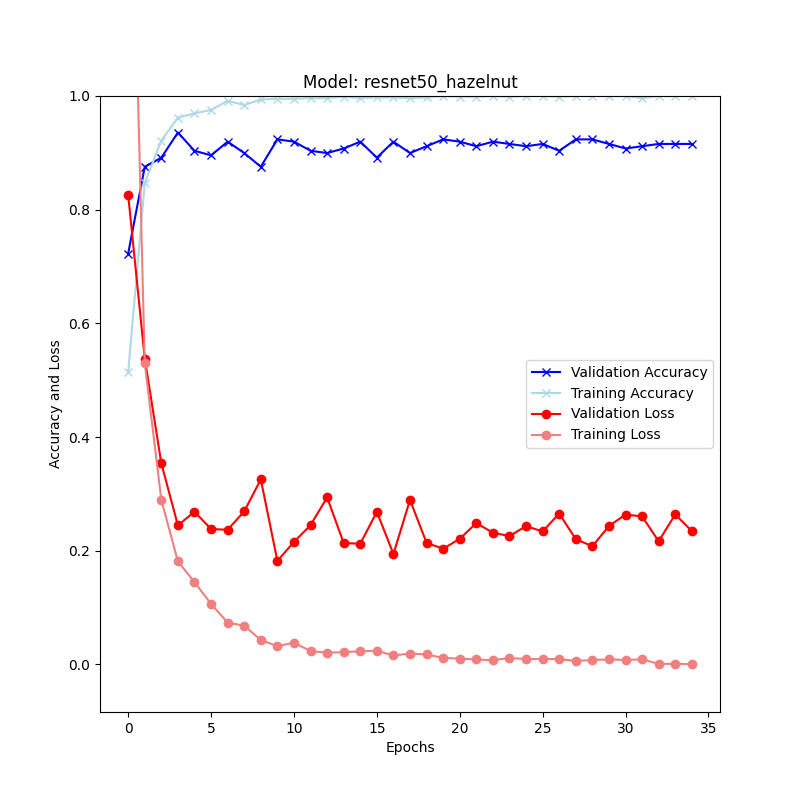 Model: resnet50_hazelnut
1.0
0.8
0.6
0.4
0.2
0.0
Accuracy and Loss
Validation Accuracy
Training Accuracy
Validation Loss
Training Loss
0 5 10 15 20 25 30 35
Epochs